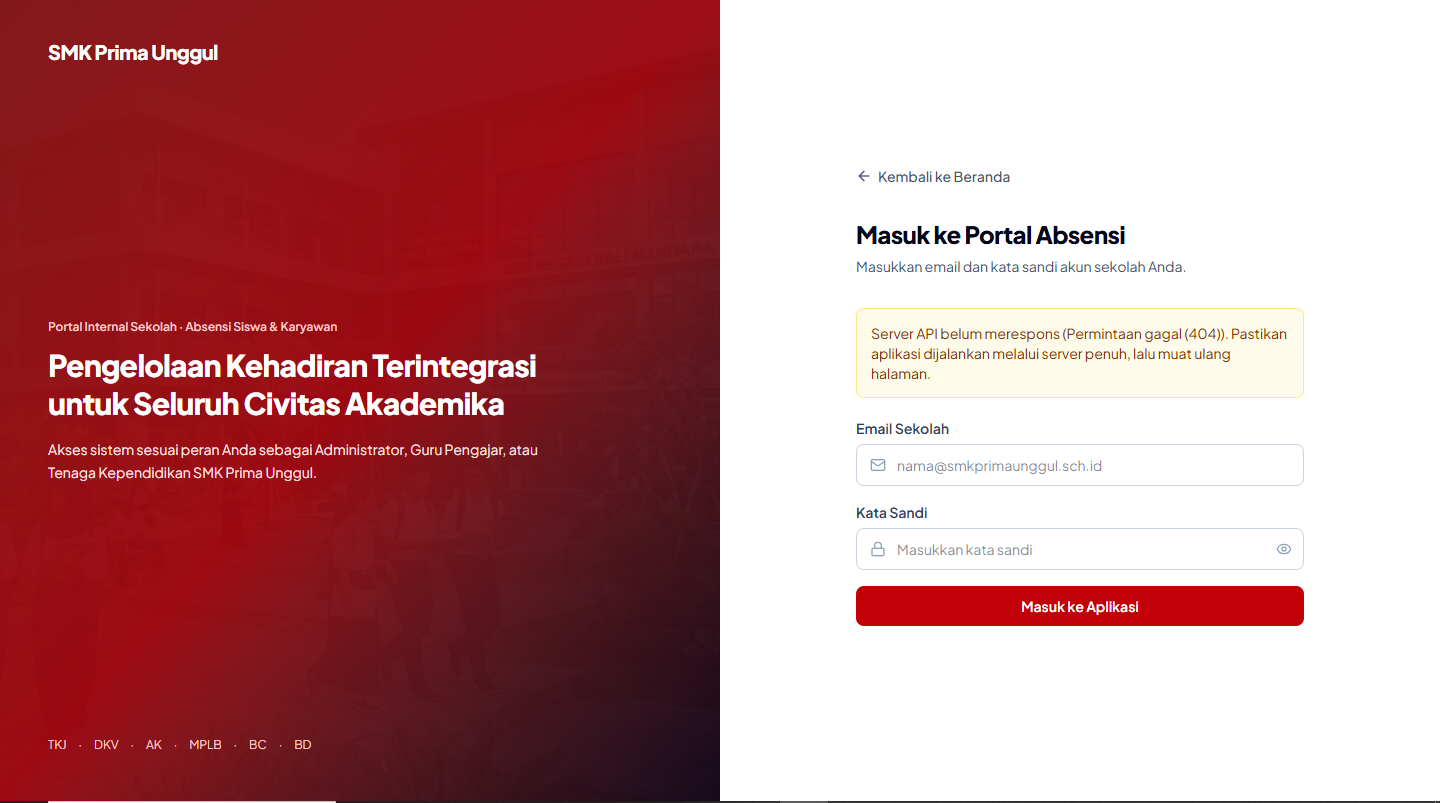 SMK Prima Unggul
Portal Internal Sekolah · Absensi Siswa & Karyawan
Pengelolaan Kehadiran Terintegrasi
untuk Seluruh Civitas Akademika
Akses sistem sesuai peran Anda sebagai Administrator, Guru Pengajar, atau
Tenaga Kependidikan SMK Prima Unggul.
TKJ · DKV · AK · MPLB · BC · BD
Kembali ke Beranda
Masuk ke Portal Absensi
Masukkan email dan kata sandi akun sekolah Anda.
Server API belum merespons (Permintaan gagal (404)). Pastikan
aplikasi dijalankan melalui server penuh, lalu muat ulang
halaman.
Email Sekolah
nama@smkprimaunggul.sch.id
Kata Sandi
Masukkan kata sandi
Masuk ke Aplikasi